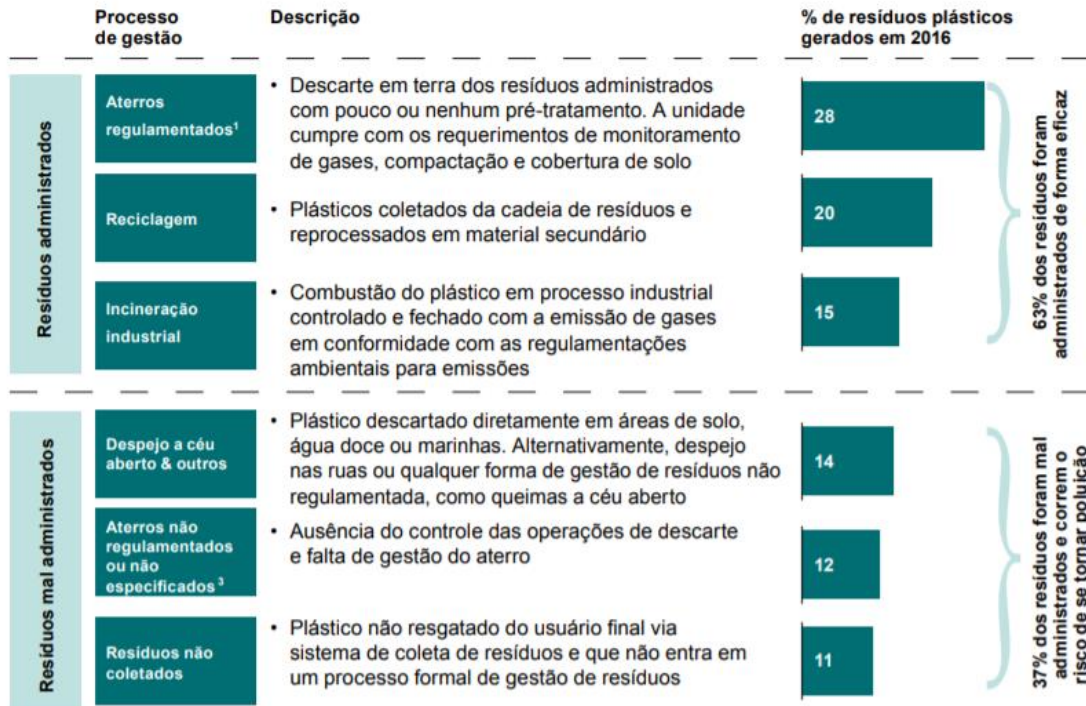 Processo
de gestão
Descrição
% de resíduos plásticos
gerados em 2016
Resíduos administrados
Aterros
regulamentados¹
• Descarte em terra dos resíduos administrados
com pouco ou nenhum pré-tratamento. A unidade
cumpre com os requerimentos de monitoramento
de gases, compactação e cobertura de solo
28
Reciclagem
• Plásticos coletados da cadeia de resíduos e
reprocessados em material secundário
20
Incineração
industrial
• Combustão do plástico em processo industrial
controlado e fechado com a emissão de gases
em conformidade com as regulamentações
ambientais para emissões
15
63% dos resíduos foram
administrados de forma eficaz
Resíduos mal administrados
Despejo a céu
aberto & outros
• Plástico descartado diretamente em áreas de solo,
água doce ou marinhas. Alternativamente, despejo
nas ruas ou qualquer forma de gestão de resíduos não
regulamentada, como queimas a céu aberto
14
Aterros não
regulamentados
ou não
especificados ³
• Ausência do controle das operações de descarte
e falta de gestão do aterro
12
Resíduos não
coletados
• Plástico não resgatado do usuário final via
sistema de coleta de resíduos e que não entra em
um processo formal de gestão de resíduos
11
37% dos resíduos foram mal
administrados e correm o
risco de se tornar poluição